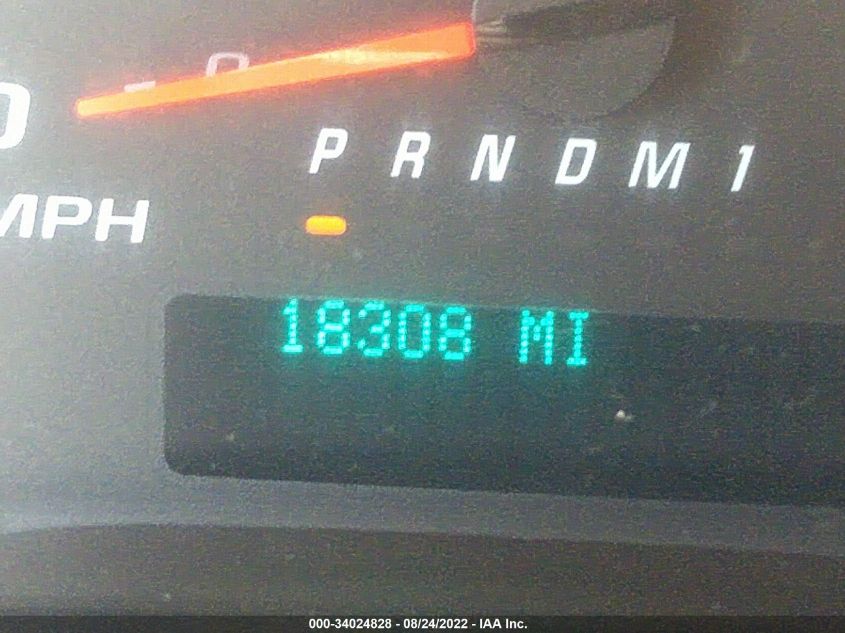 P R N D M 1
MPH
18308 MI
000-34024828 - 08/24/2022 - IAA Inc.